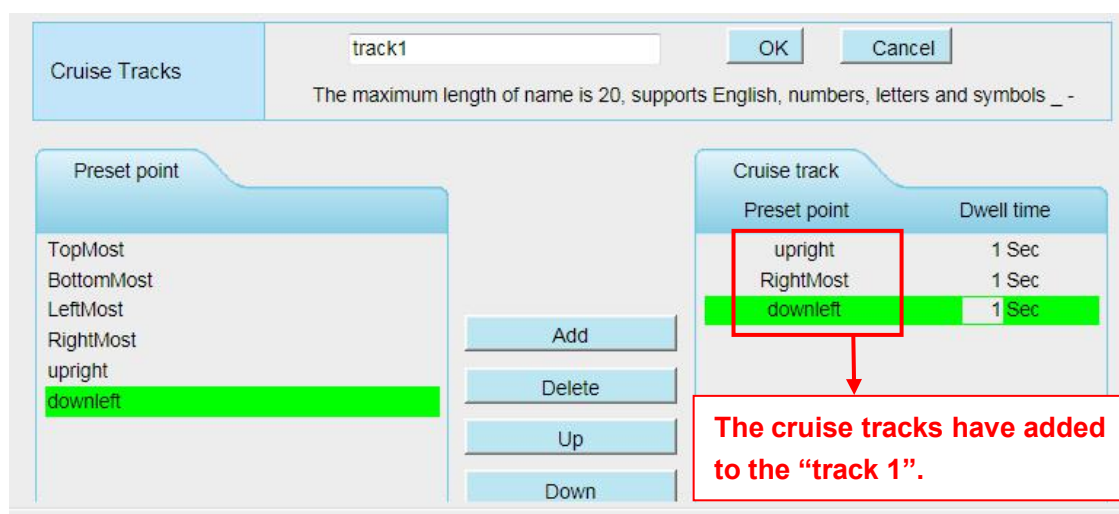 Cruise Tracks
track1
OK
Cancel
The maximum length of name is 20, supports English, numbers, letters and symbols _ -
Preset point
TopMost
BottomMost
LeftMost
RightMost
upright
downleft
Add
Delete
Up
Down
Cruise track
Preset point Dwell time
upright 1 Sec
RightMost 1 Sec
downleft 1 Sec
The cruise tracks have added
to the “track 1”.